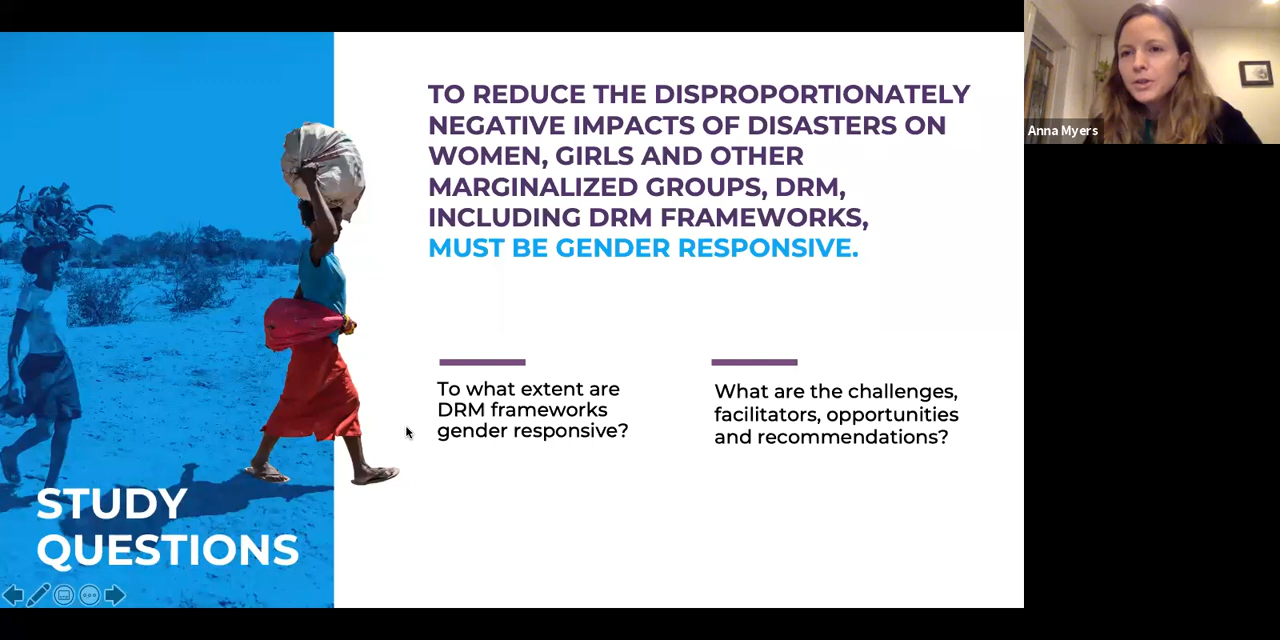 TO REDUCE THE DISPROPORTIONATELY
NEGATIVE IMPACTS OF DISASTERS ON
WOMEN, GIRLS AND OTHER
MARGINALIZED GROUPS, DRM,
INCLUDING DRM FRAMEWORKS,
MUST BE GENDER RESPONSIVE.
To what extent are
DRM frameworks
gender responsive?
What are the challenges,
facilitators, opportunities
and recommendations?
STUDY
QUESTIONS
Anna Myers